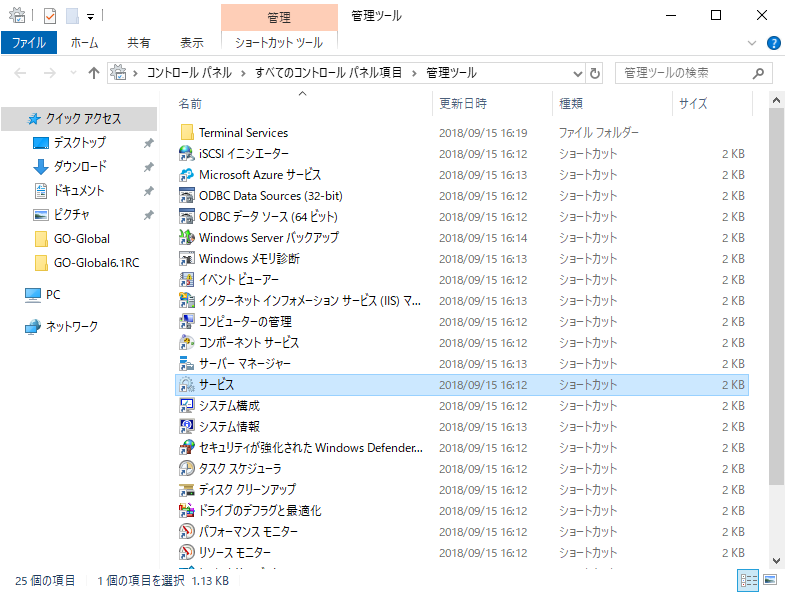 管理
管理ツール
ファイル ホーム 共有 表示 ショートカット ツール
コントロール パネル › すべてのコントロール パネル項目 › 管理ツール
管理ツールの検索
名前 更新日時 種類 サイズ
クイック アクセス
デスクトップ
ダウンロード
ドキュメント
ピクチャ
GO-Global
GO-Global6.1RC
PC
ネットワーク
Terminal Services 2018/09/15 16:19 ファイル フォルダー
iSCSI イニシエーター 2018/09/15 16:12 ショートカット 2 KB
Microsoft Azure サービス 2018/09/15 16:13 ショートカット 2 KB
ODBC Data Sources (32-bit) 2018/09/15 16:12 ショートカット 2 KB
ODBC データ ソース (64 ビット) 2018/09/15 16:12 ショートカット 2 KB
Windows Server バックアップ 2018/09/15 16:14 ショートカット 2 KB
Windows メモリ診断 2018/09/15 16:13 ショートカット 2 KB
イベント ビューアー 2018/09/15 16:12 ショートカット 2 KB
インターネット インフォメーション サービス (IIS) マ... 2018/09/15 16:13 ショートカット 2 KB
コンピューターの管理 2018/09/15 16:12 ショートカット 2 KB
コンポーネント サービス 2018/09/15 16:12 ショートカット 2 KB
サーバー マネージャー 2018/09/15 16:13 ショートカット 2 KB
サービス 2018/09/15 16:12 ショートカット 2 KB
システム構成 2018/09/15 16:12 ショートカット 2 KB
システム情報 2018/09/15 16:13 ショートカット 2 KB
セキュリティが強化された Windows Defender... 2018/09/15 16:12 ショートカット 2 KB
タスク スケジューラ 2018/09/15 16:12 ショートカット 2 KB
ディスク クリーンアップ 2018/09/15 16:12 ショートカット 2 KB
ドライブのデフラグと最適化 2018/09/15 16:12 ショートカット 2 KB
パフォーマンス モニター 2018/09/15 16:12 ショートカット 2 KB
リソース モニター 2018/09/15 16:12 ショートカット 2 KB
25 個の項目 1 個の項目を選択 1.13 KB